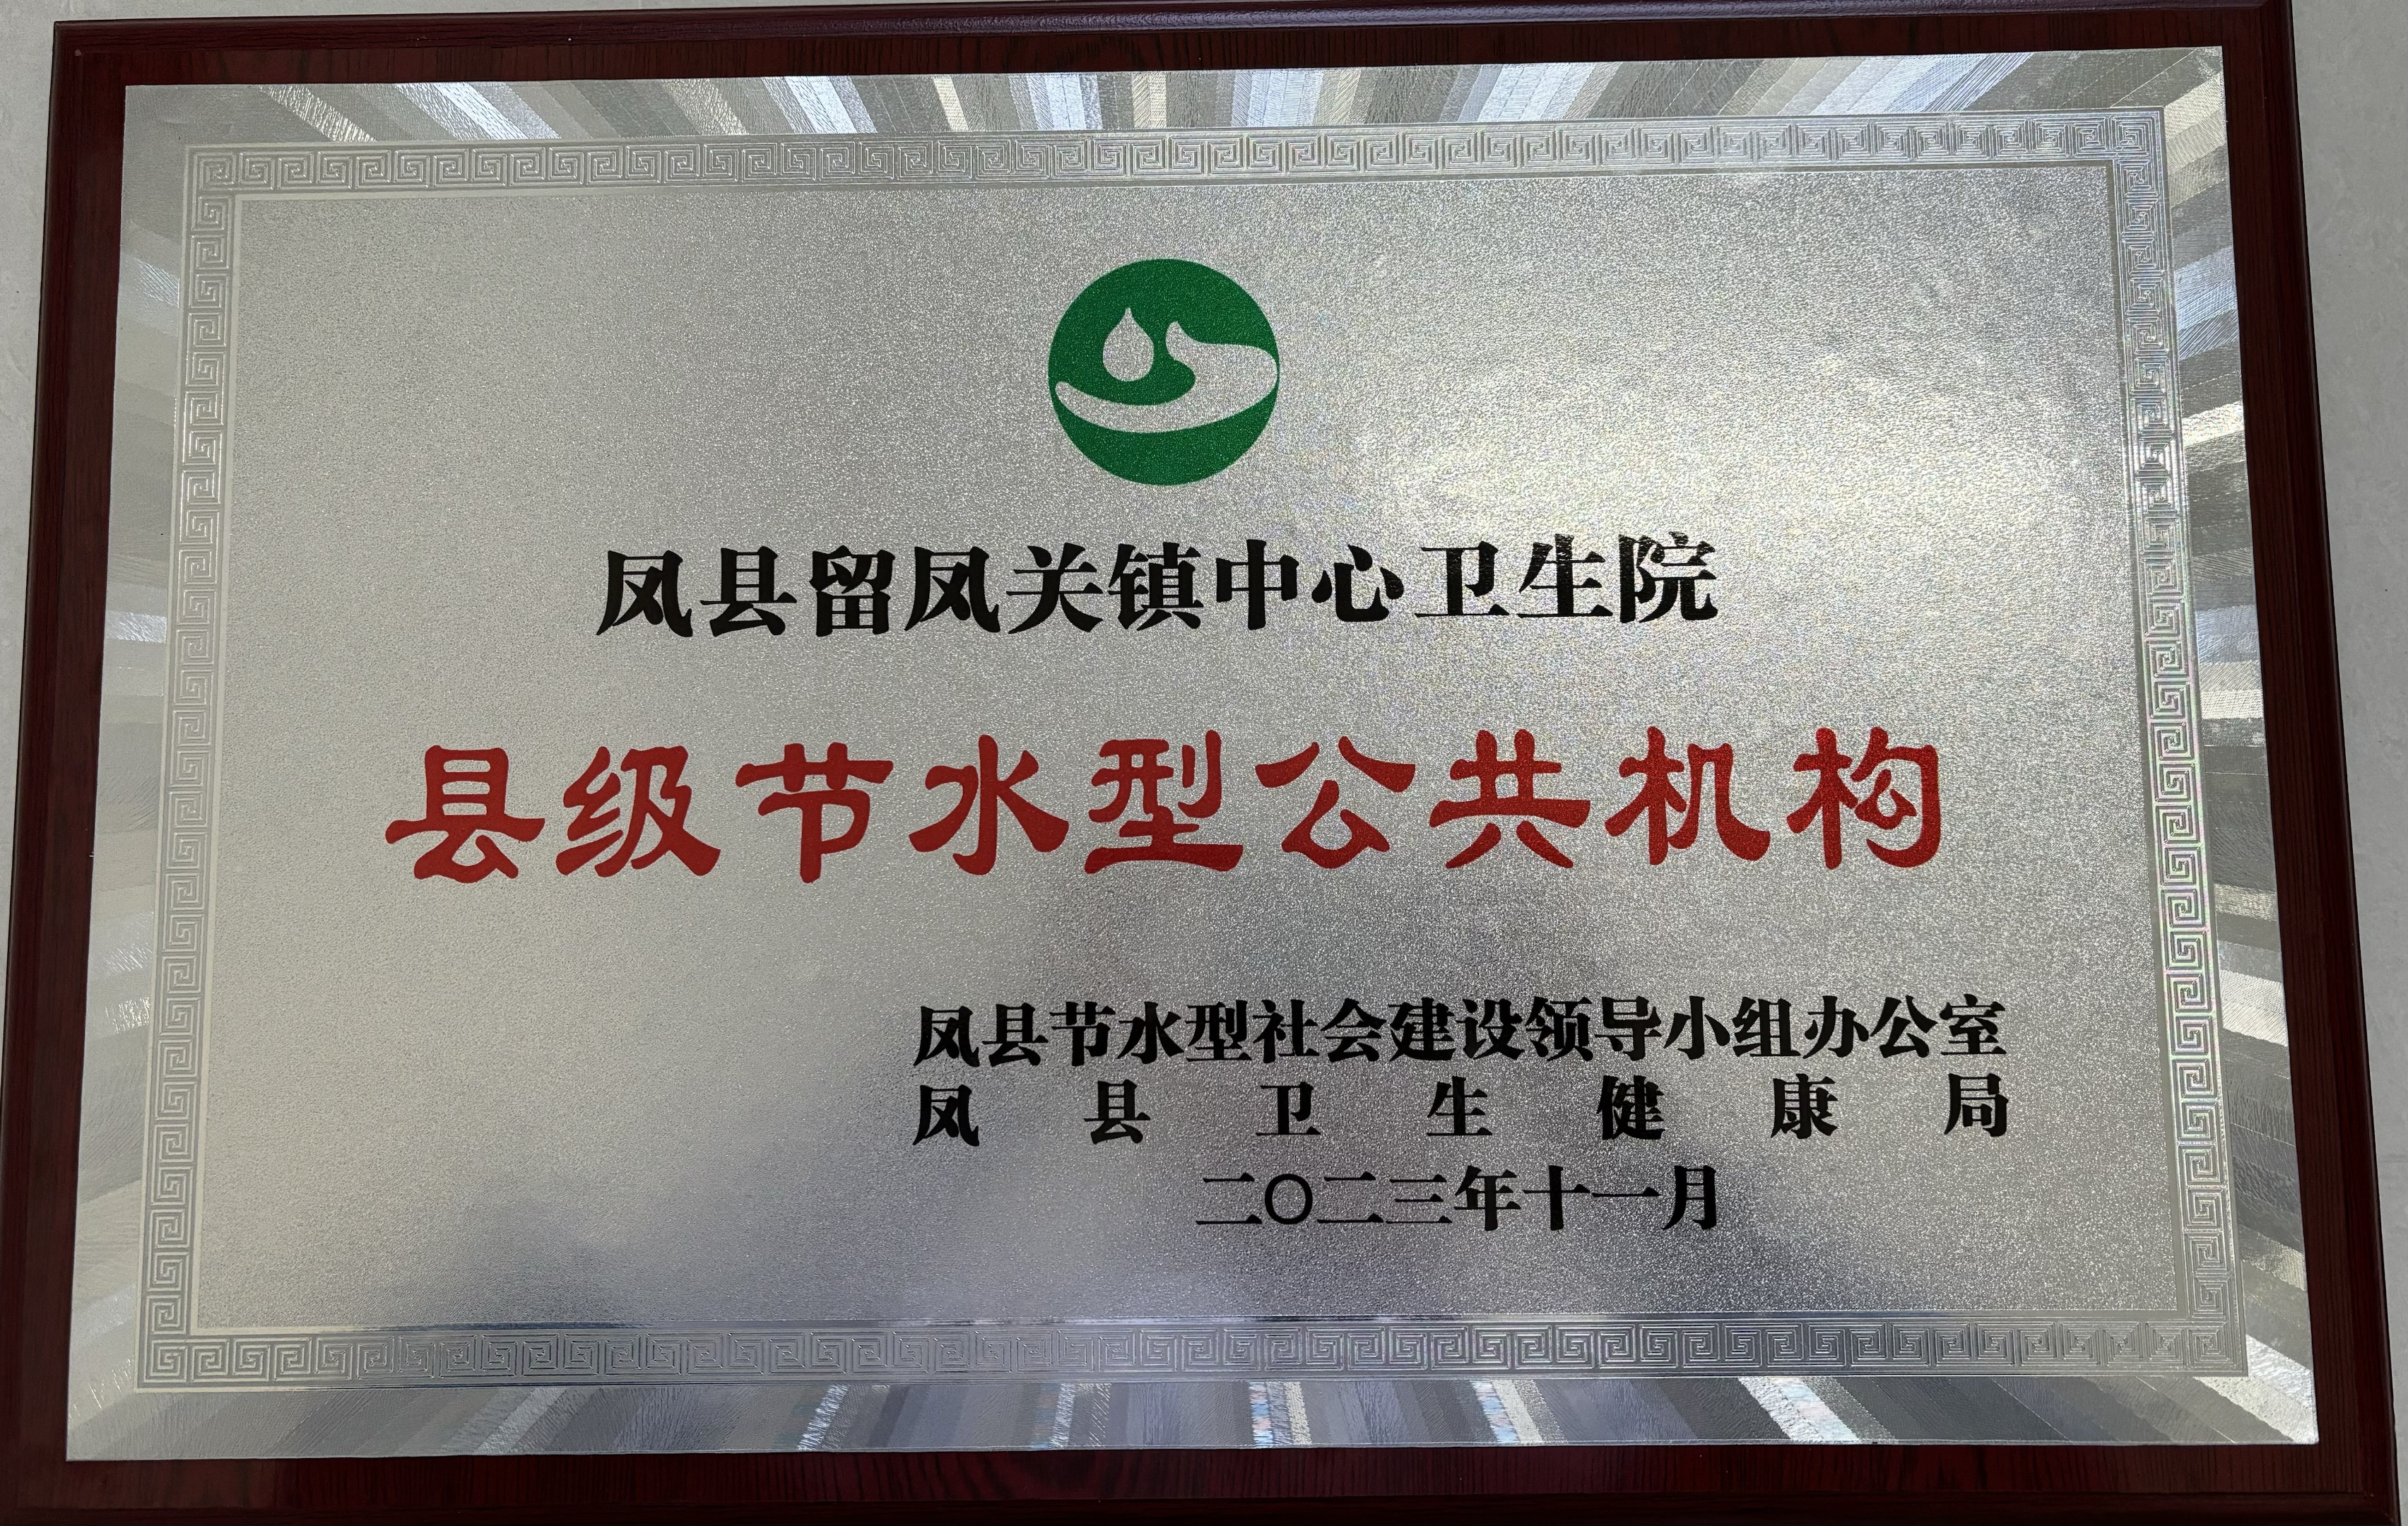 凤县留凤关镇中心卫生院
县级节水型公共机构
凤县节水型社会建设领导小组办公室
凤县卫生健康局
二〇二三年十一月